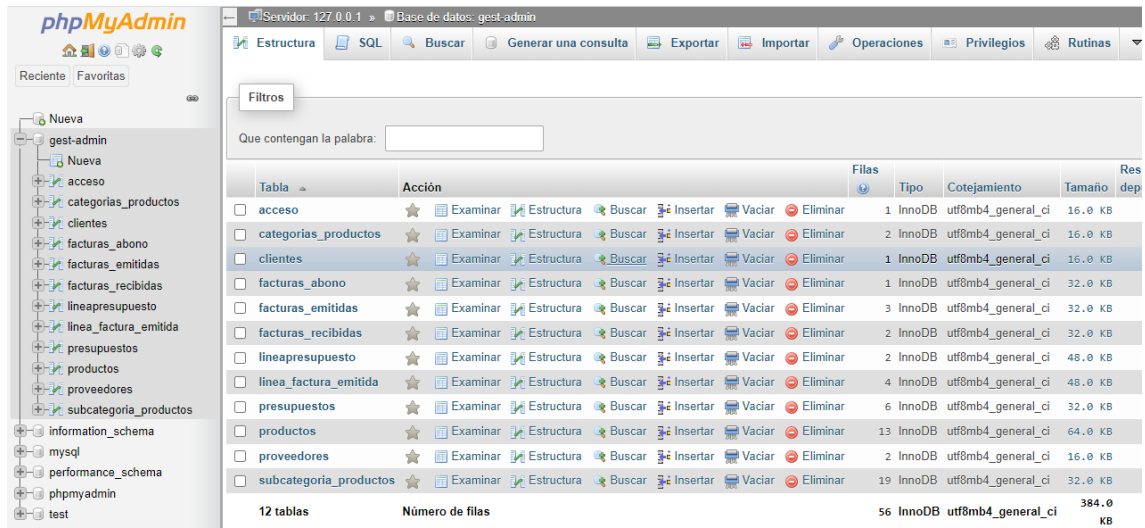 phpMyAdmin
Reciente Favoritas
Nueva
gest-admin
Nueva
acceso
categorias_productos
clientes
facturas_abono
facturas_emitidas
facturas_recibidas
lineapresupuesto
linea_factura_emitida
presupuestos
productos
proveedores
subcategoria_productos
information_schema
mysql
performance_schema
phpmyadmin
test
Servidor: 127.0.0.1 » Base de datos: gest-admin
Estructura SQL Buscar Generar una consulta Exportar Importar Operaciones Privilegios Rutinas
Filtros
Que contengan la palabra:
Tabla Acción Filas Tipo Cotejamiento Tamaño Res dep
acceso Examinar Estructura Buscar Insertar Vaciar Eliminar 1 InnoDB utf8mb4_general_ci 16.0 KB
categorias_productos Examinar Estructura Buscar Insertar Vaciar Eliminar 2 InnoDB utf8mb4_general_ci 16.0 KB
clientes Examinar Estructura Buscar Insertar Vaciar Eliminar 1 InnoDB utf8mb4_general_ci 16.0 KB
facturas_abono Examinar Estructura Buscar Insertar Vaciar Eliminar 1 InnoDB utf8mb4_general_ci 32.0 KB
facturas_emitidas Examinar Estructura Buscar Insertar Vaciar Eliminar 3 InnoDB utf8mb4_general_ci 32.0 KB
facturas_recibidas Examinar Estructura Buscar Insertar Vaciar Eliminar 2 InnoDB utf8mb4_general_ci 32.0 KB
lineapresupuesto Examinar Estructura Buscar Insertar Vaciar Eliminar 2 InnoDB utf8mb4_general_ci 48.0 KB
linea_factura_emitida Examinar Estructura Buscar Insertar Vaciar Eliminar 4 InnoDB utf8mb4_general_ci 48.0 KB
presupuestos Examinar Estructura Buscar Insertar Vaciar Eliminar 6 InnoDB utf8mb4_general_ci 32.0 KB
productos Examinar Estructura Buscar Insertar Vaciar Eliminar 13 InnoDB utf8mb4_general_ci 64.0 KB
proveedores Examinar Estructura Buscar Insertar Vaciar Eliminar 2 InnoDB utf8mb4_general_ci 16.0 KB
subcategoria_productos Examinar Estructura Buscar Insertar Vaciar Eliminar 19 InnoDB utf8mb4_general_ci 32.0 KB
12 tablas Número de filas 56 InnoDB utf8mb4_general_ci 384.0 KB